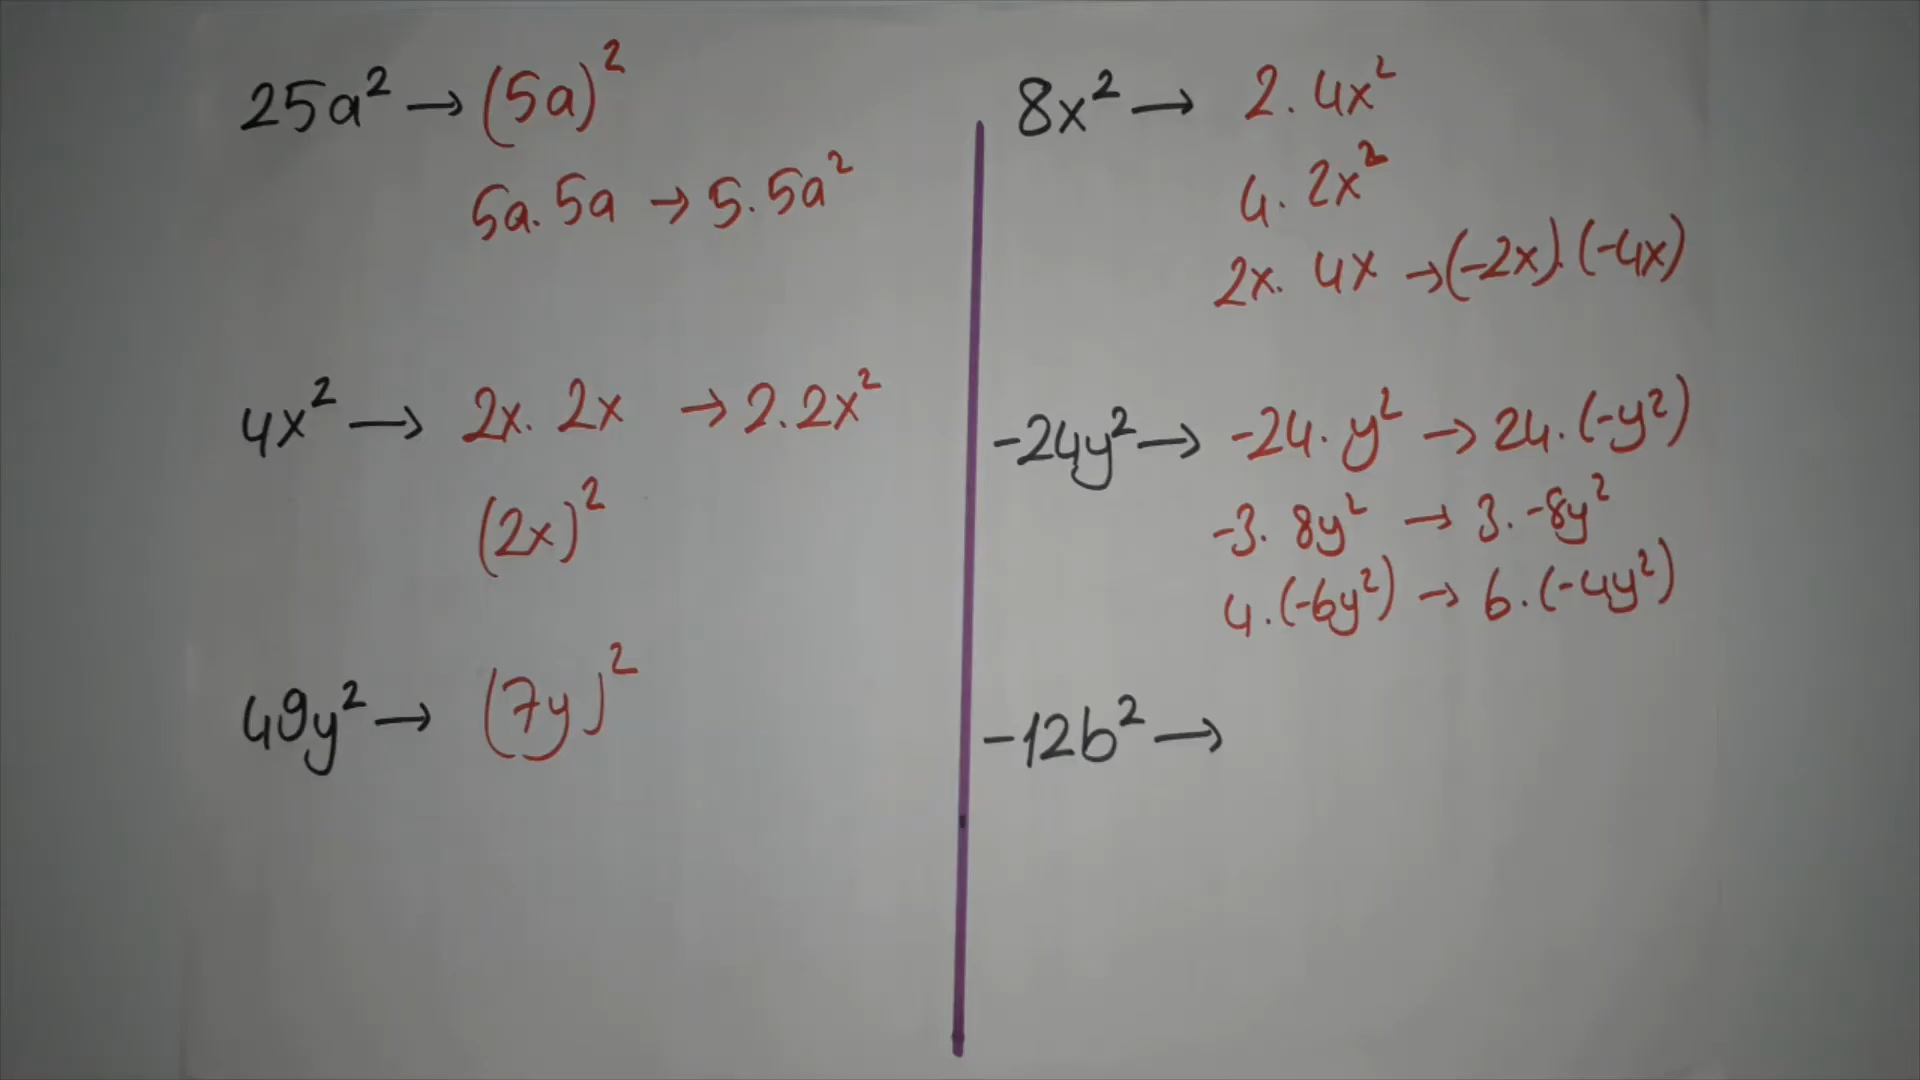 25a² → (5a)²
5a. 5a → 5. 5a²
4x² → 2x. 2x → 2. 2x²
(2x)²
49y² → (7y)²
8x² → 2. 4x²
4. 2x²
2x. 4x → (-2x). (-4x)
-24y² → -24. y² → 24. (-y²)
-3. 8y² → 3. -8y²
4. (-6y²) → 6. (-4y²)
-12b² →